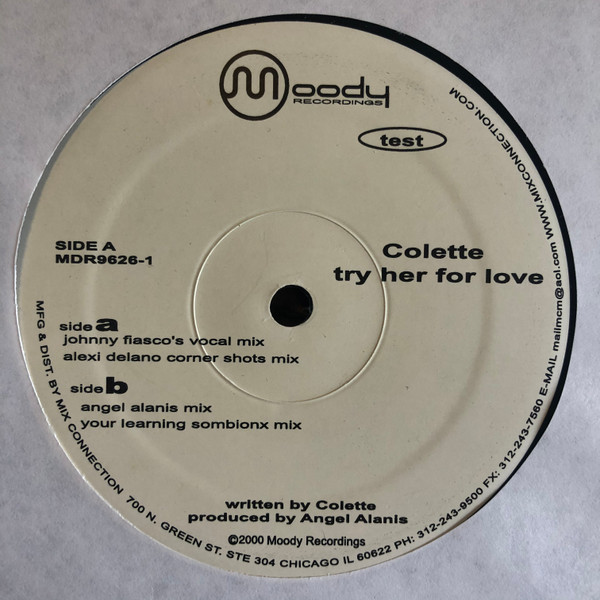 Moody
RECORDINGS
test
SIDE A
MDR9626-1
Colette
try her for love
side a
johnny fiasco's vocal mix
alexi delano corner shots mix
side b
angel alanis mix
your learning sombionx mix
written by Colette
produced by Angel Alanis
©2000 Moody Recordings
MFG & DIST. BY MIX CONNECTION 700 N. GREEN ST. STE 304 CHICAGO IL 60622 PH: 312-243-9500 FX: 312-243-7560 E-MAIL mailmcm@aol.com WWW.MIXCONNECTION.COM